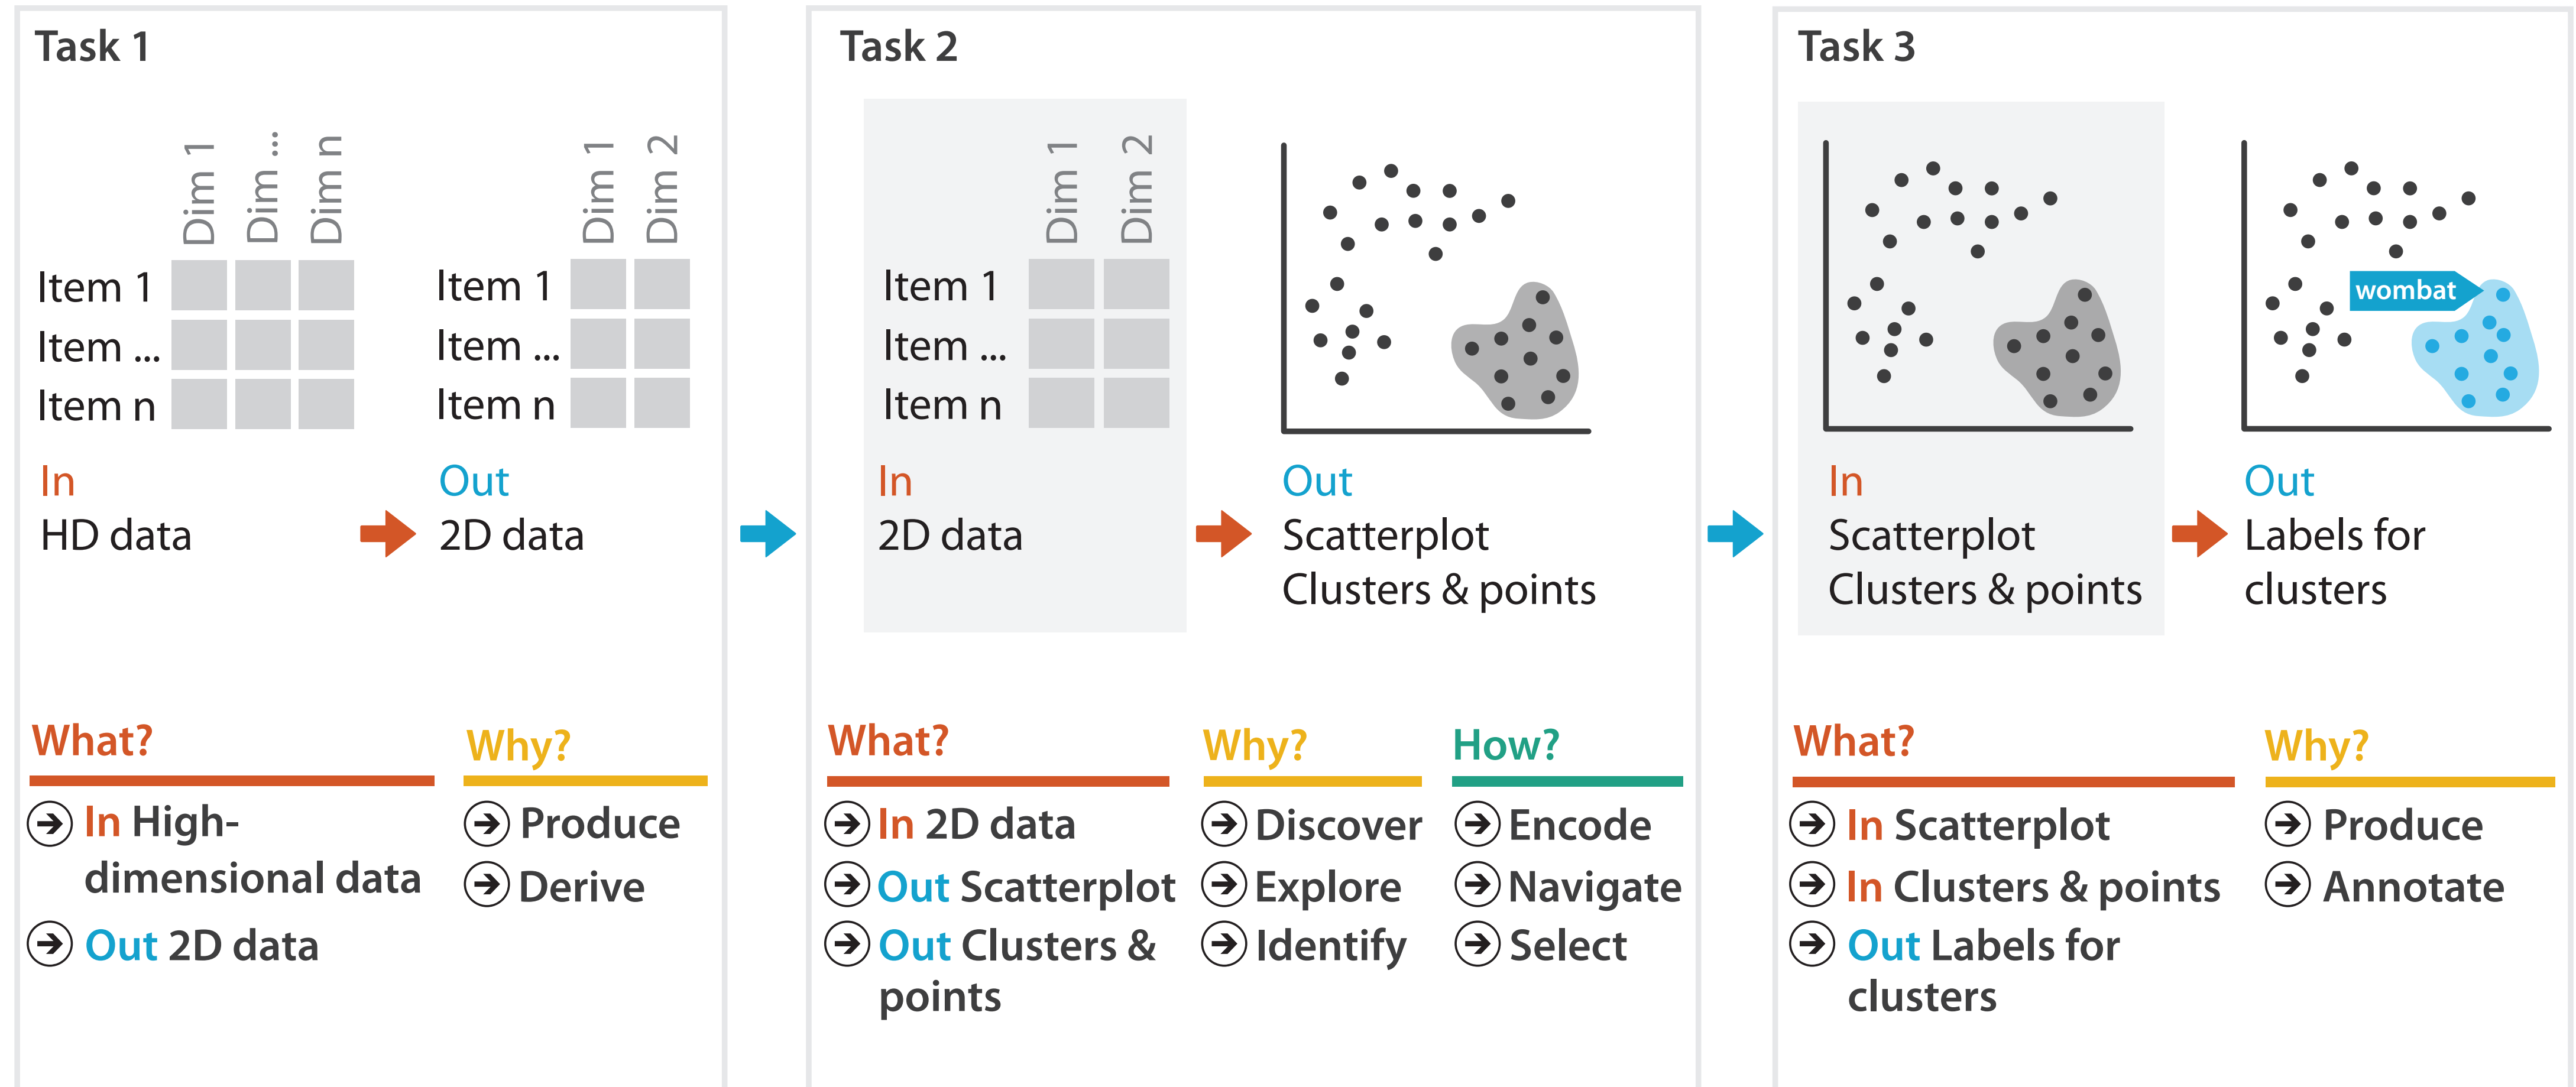 Task 1
Dim 1
Dim ...
Dim n
Item 1
Item ...
Item n
In
HD data
Dim 1
Dim 2
Item 1
Item ...
Item n
Out
2D data
What?
In High-
dimensional data
Out 2D data
Why?
Produce
Derive
Task 2
Dim 1
Dim 2
Item 1
Item ...
Item n
In
2D data
Out
Scatterplot
Clusters & points
What?
In 2D data
Out Scatterplot
Out Clusters &
points
Why?
Discover
Explore
Identify
How?
Encode
Navigate
Select
Task 3
In
Scatterplot
Clusters & points
wombat
Out
Labels for
clusters
What?
In Scatterplot
In Clusters & points
Out Labels for
clusters
Why?
Produce
Annotate